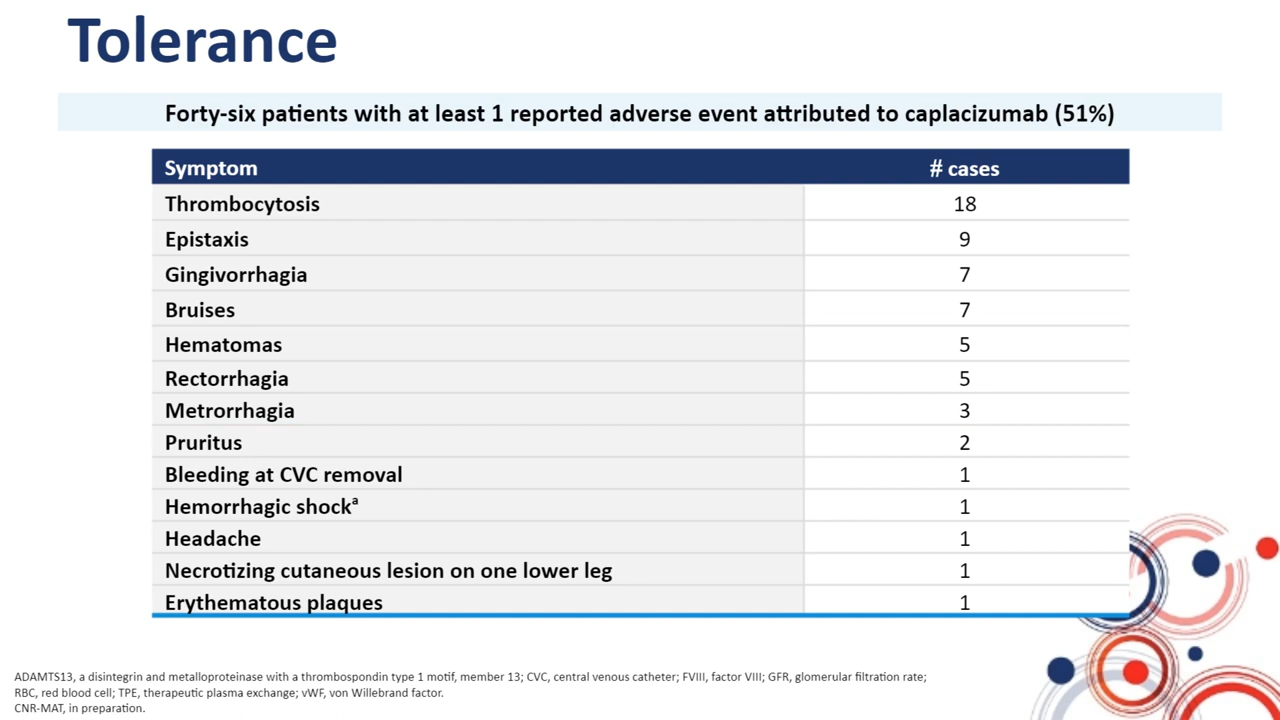 Tolerance
Forty-six patients with at least 1 reported adverse event attributed to caplacizumab (51%)
Symptom # cases
Thrombocytosis 18
Epistaxis 9
Gingivorrhagia 7
Bruises 7
Hematomas 5
Rectorrhagia 5
Metrorrhagia 3
Pruritus 2
Bleeding at CVC removal 1
Hemorrhagic shockᵃ 1
Headache 1
Necrotizing cutaneous lesion on one lower leg 1
Erythematous plaques 1
ADAMTS13, a disintegrin and metalloproteinase with a thrombospondin type 1 motif, member 13; CVC, central venous catheter; FVIII, factor VIII; GFR, glomerular filtration rate;
RBC, red blood cell; TPE, therapeutic plasma exchange; vWF, von Willebrand factor.
CNR-MAT, in preparation.